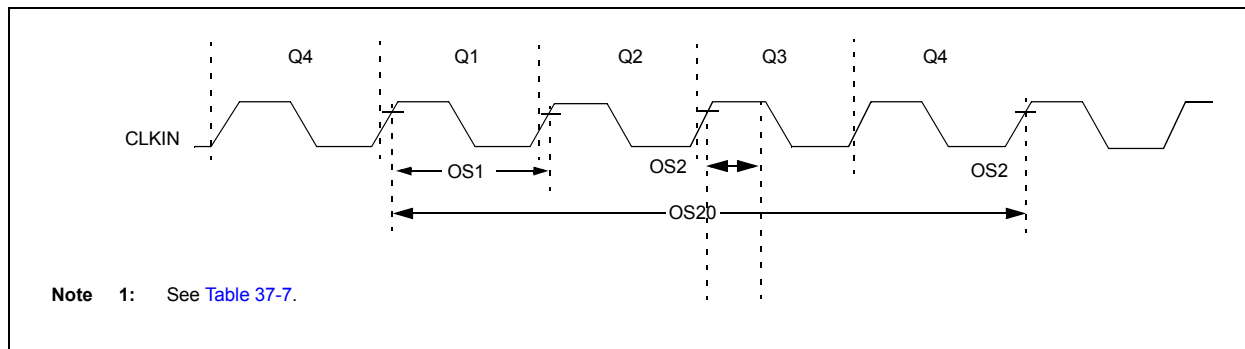 Q4 Q1 Q2 Q3 Q4
CLKIN
OS1 OS2 OS2
OS20
Note 1: See Table 37-7.